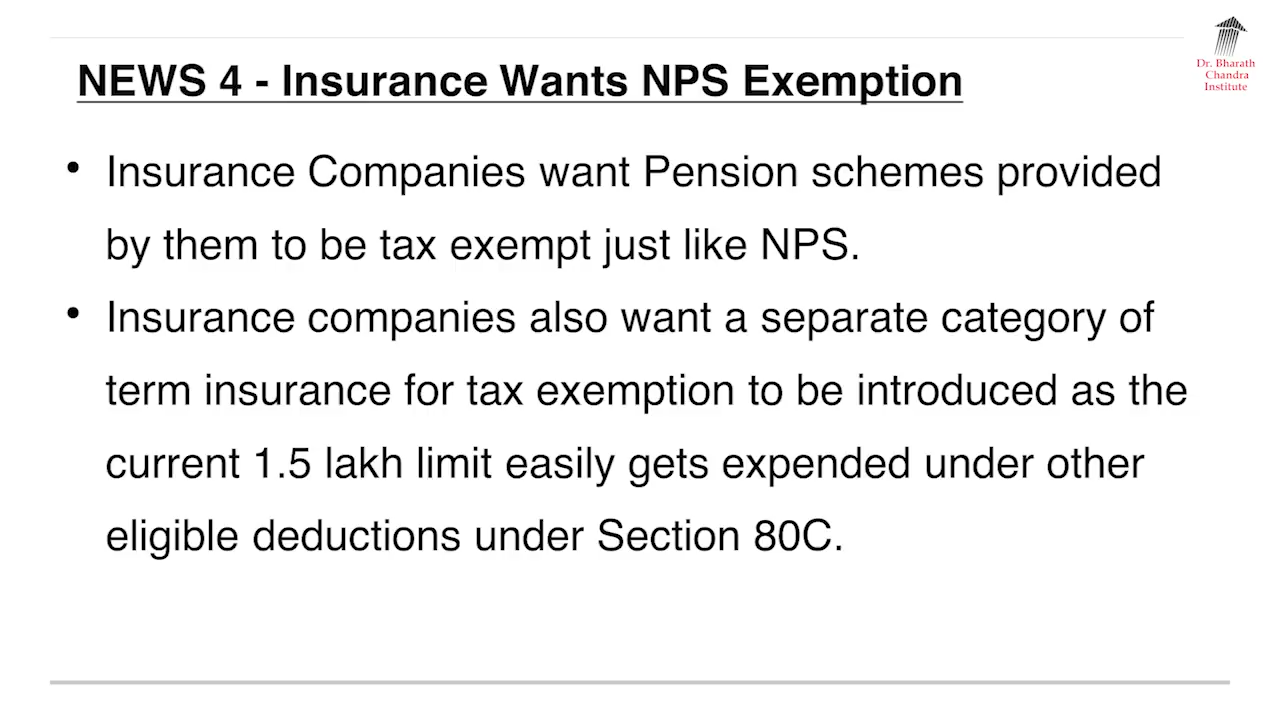 Dr. Bharath
Chandra
Institute
NEWS 4 - Insurance Wants NPS Exemption
• Insurance Companies want Pension schemes provided
by them to be tax exempt just like NPS.
• Insurance companies also want a separate category of
term insurance for tax exemption to be introduced as the
current 1.5 lakh limit easily gets expended under other
eligible deductions under Section 80C.